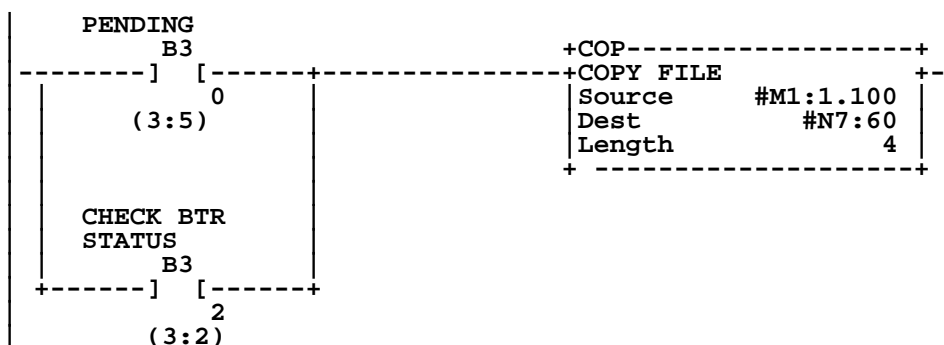 PENDING
B3 +COP------------------+
--------] [------+----------------+COPY FILE +-
0 |Source #M1:1.100 |
(3:5) |Dest #N7:60 |
|Length 4 |
+ --------------------+
CHECK BTR
STATUS
B3
+------] [------+
2
(3:2)